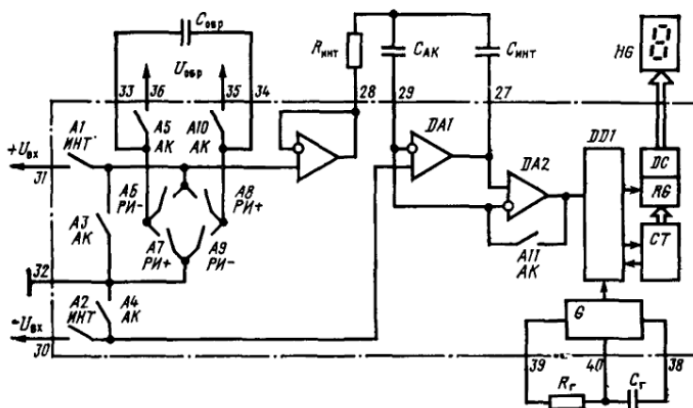 Cобр
Rинт
CАК
Cинт
HG
Uобр
33 36 35 34 28 29 27
A1
ИНТ
A5
АК
A10
АК
DA1
DA2
DD1
DC
RG
CT
+Uвх
31
A3
АК
A6
РИ-
A8
РИ+
A7
РИ+
A9
РИ-
A11
АК
32
A2
ИНТ
A4
АК
-Uвх
30
G
39 40 38
Rг
Cг